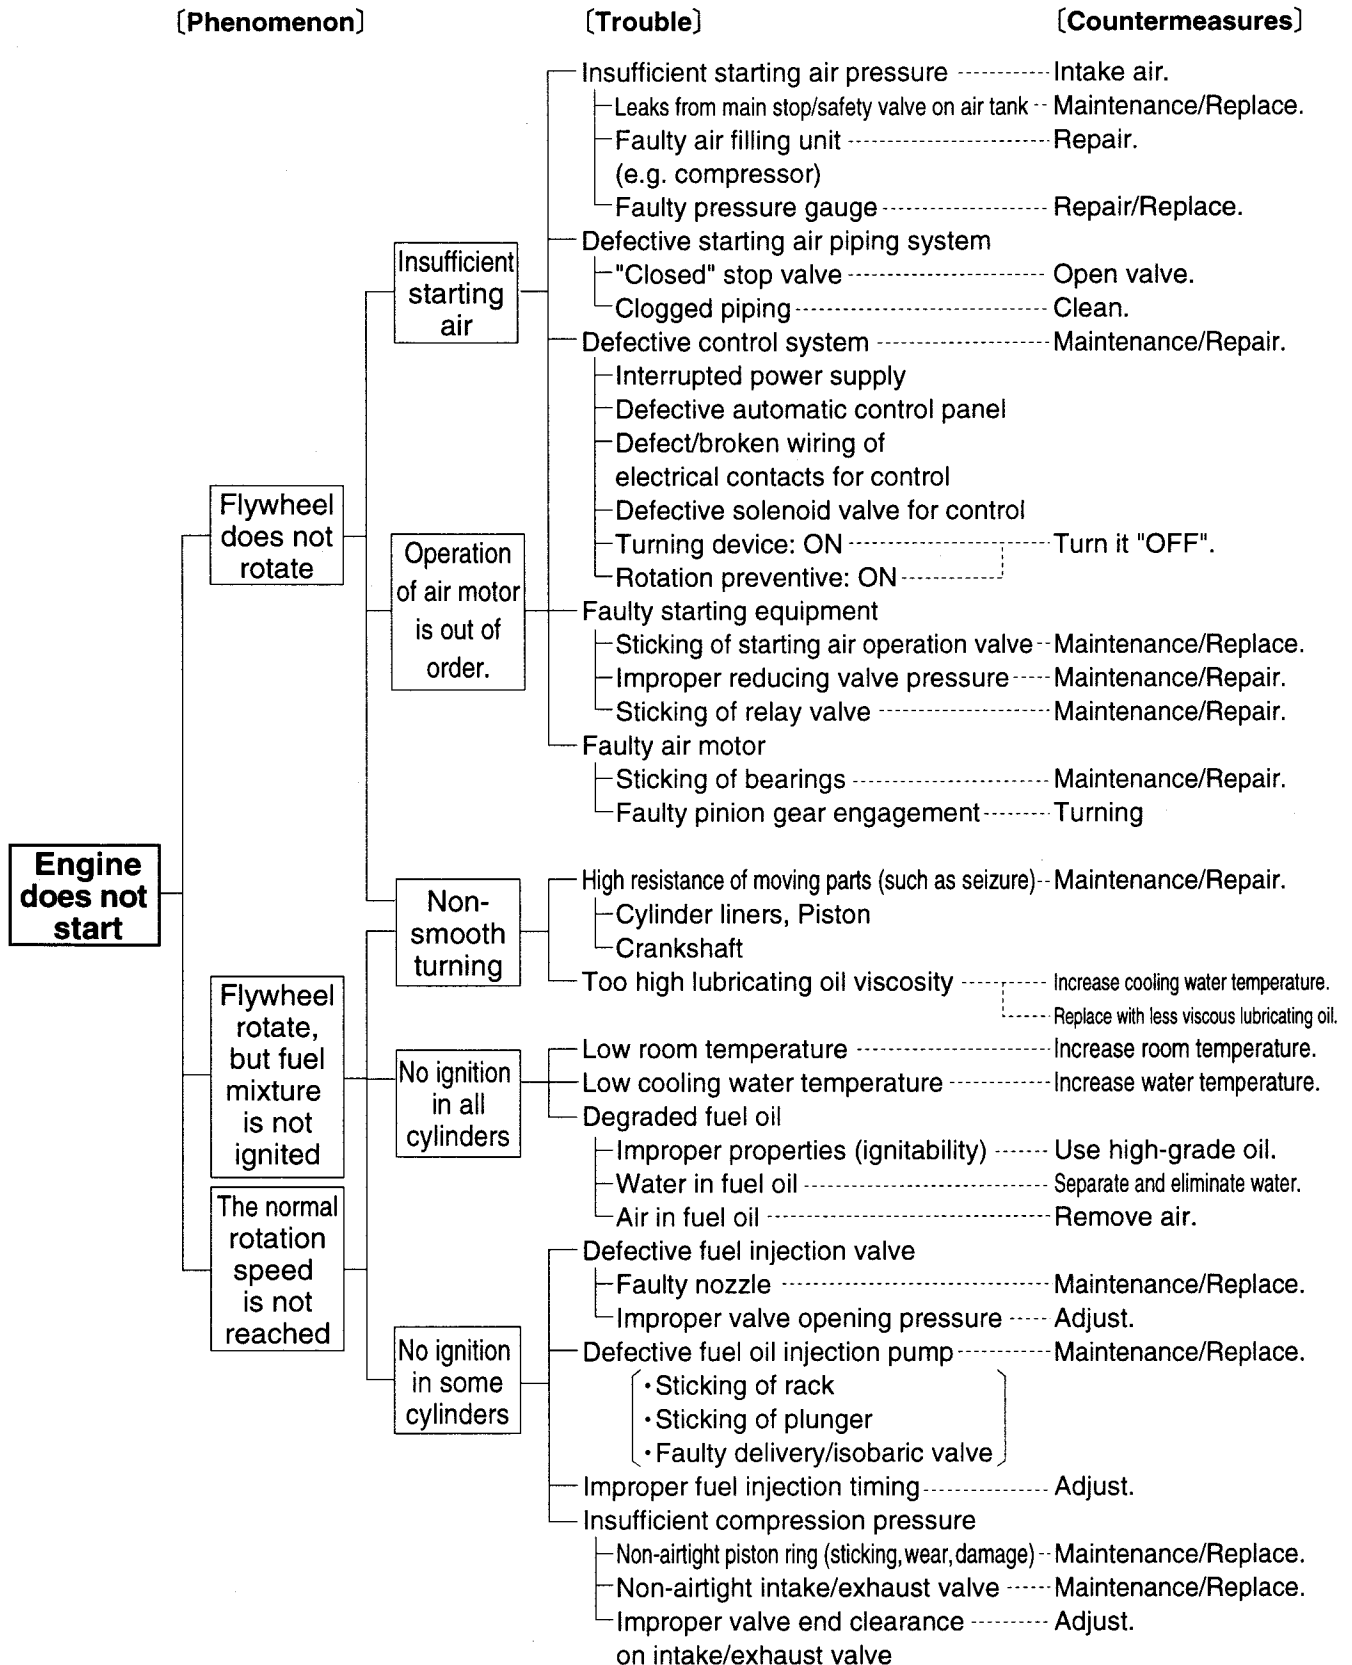 〔Phenomenon〕 〔Trouble〕 〔Countermeasures〕
Insufficient starting air pressure Intake air.
Leaks from main stop/safety valve on air tank Maintenance/Replace.
Faulty air filling unit Repair.
(e.g. compressor)
Faulty pressure gauge Repair/Replace.
Defective starting air piping system
"Closed" stop valve Open valve.
Clogged piping Clean.
Defective control system Maintenance/Repair.
Interrupted power supply
Defective automatic control panel
Defect/broken wiring of
electrical contacts for control
Defective solenoid valve for control
Turning device: ON Turn it "OFF".
Rotation preventive: ON
Faulty starting equipment
Sticking of starting air operation valve Maintenance/Replace.
Improper reducing valve pressure Maintenance/Repair.
Sticking of relay valve Maintenance/Repair.
Faulty air motor
Sticking of bearings Maintenance/Repair.
Faulty pinion gear engagement Turning
Insufficient
starting
air
Operation
of air motor
is out of
order.
Flywheel
does not
rotate
Engine
does not
start
Non-
smooth
turning
High resistance of moving parts (such as seizure) Maintenance/Repair.
Cylinder liners, Piston
Crankshaft
Too high lubricating oil viscosity Increase cooling water temperature.
Replace with less viscous lubricating oil.
Flywheel
rotate,
but fuel
mixture
is not
ignited
No ignition
in all
cylinders
Low room temperature Increase room temperature.
Low cooling water temperature Increase water temperature.
Degraded fuel oil
Improper properties (ignitability) Use high-grade oil.
Water in fuel oil Separate and eliminate water.
Air in fuel oil Remove air.
The normal
rotation
speed
is not
reached
No ignition
in some
cylinders
Defective fuel injection valve
Faulty nozzle Maintenance/Replace.
Improper valve opening pressure Adjust.
Defective fuel oil injection pump Maintenance/Replace.
・Sticking of rack
・Sticking of plunger
・Faulty delivery/isobaric valve
Improper fuel injection timing Adjust.
Insufficient compression pressure
Non-airtight piston ring (sticking,wear,damage) Maintenance/Replace.
Non-airtight intake/exhaust valve Maintenance/Replace.
Improper valve end clearance Adjust.
on intake/exhaust valve